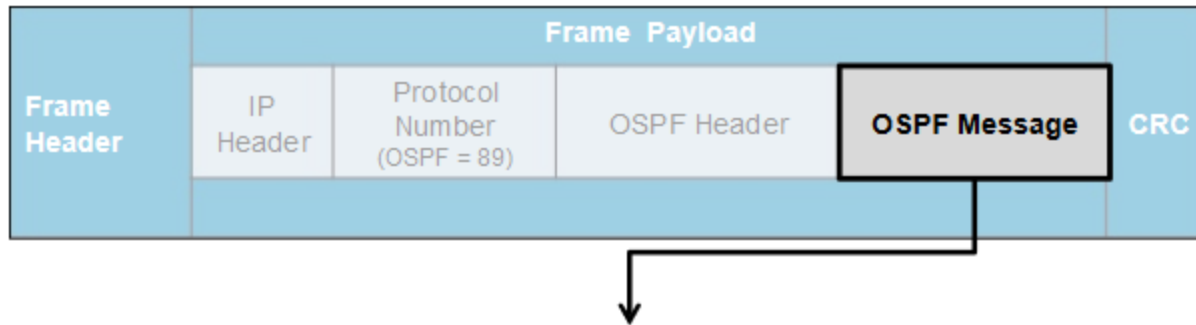 Frame Payload
Frame
Header
IP
Header
Protocol
Number
(OSPF = 89)
OSPF Header
OSPF Message
CRC